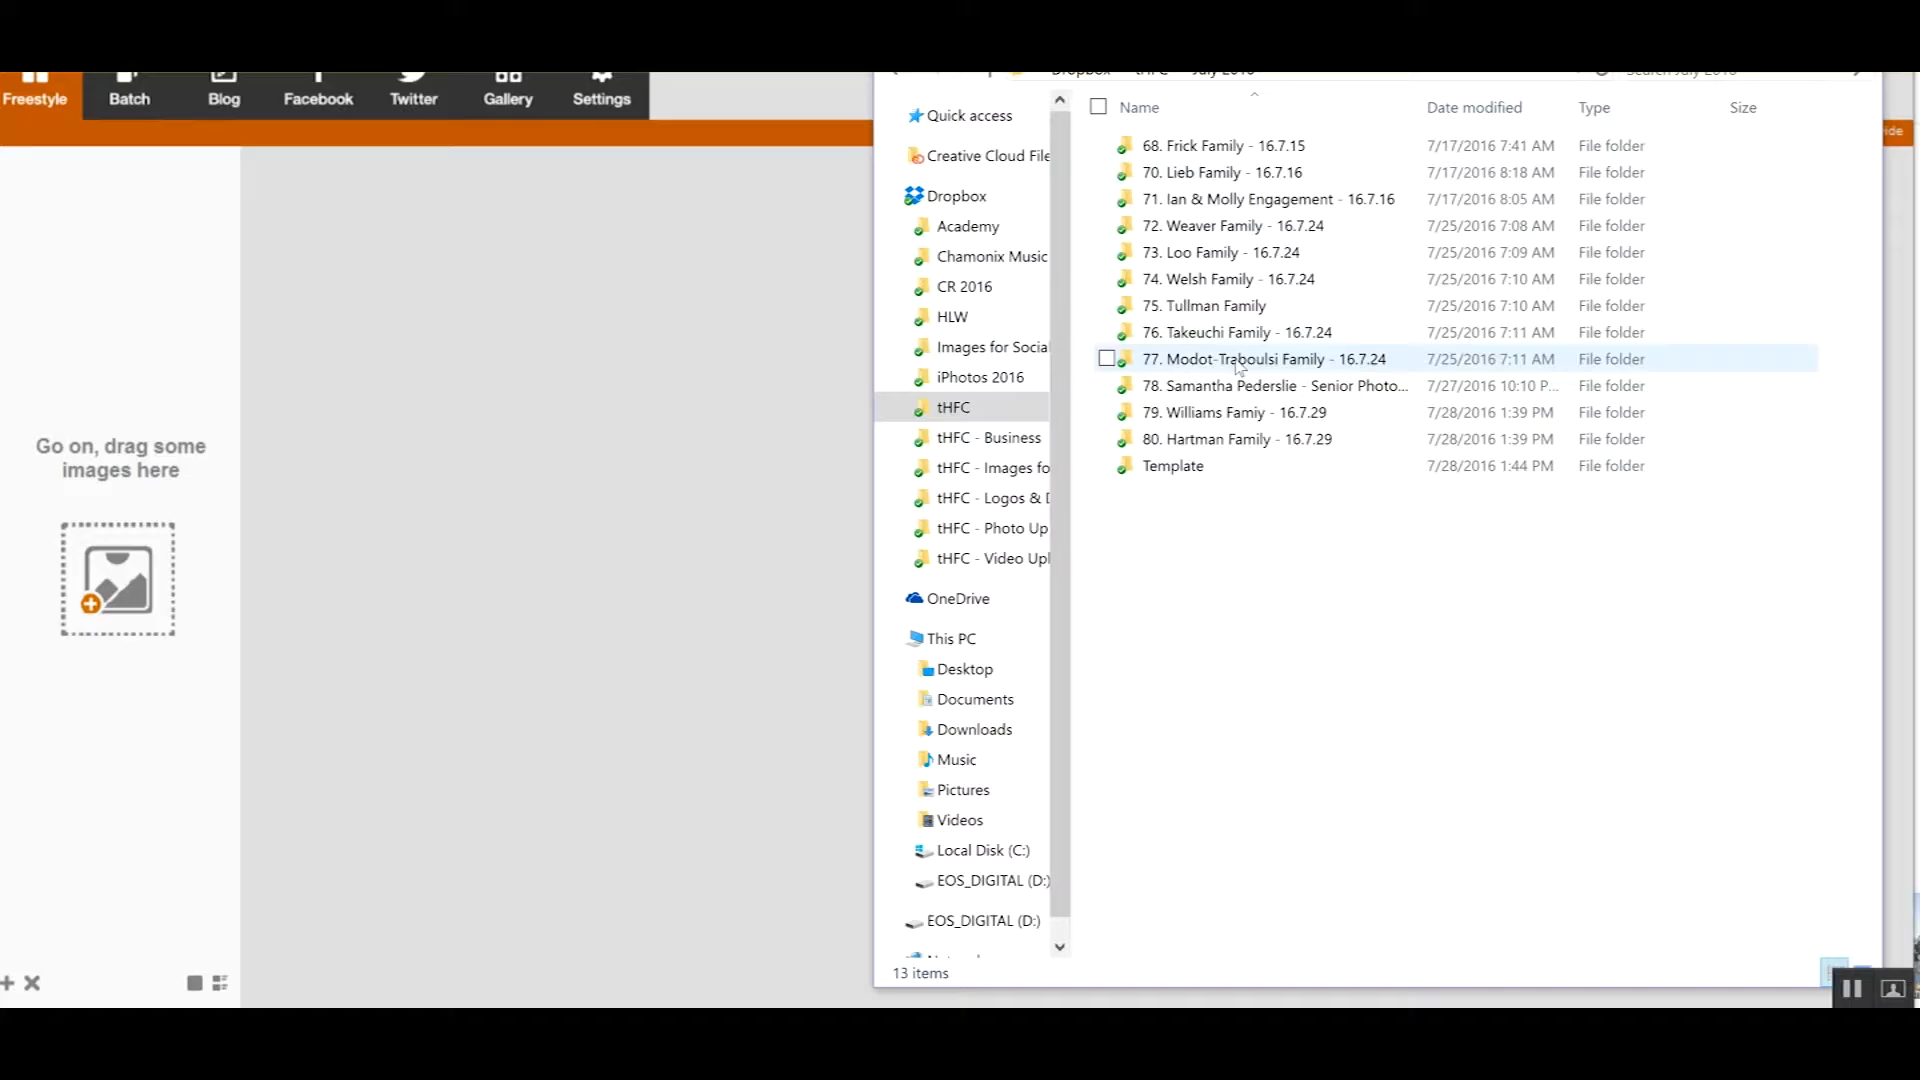 Freestyle
Batch
Blog
Facebook
Twitter
Gallery
Settings
Go on, drag some
images here
Dropbox tHFC July 2016
Search July 2016
Quick access
Creative Cloud File
Dropbox
Academy
Chamonix Music
CR 2016
HLW
Images for Social
iPhotos 2016
tHFC
tHFC - Business
tHFC - Images fo
tHFC - Logos &
tHFC - Photo Up
tHFC - Video Upl
OneDrive
This PC
Desktop
Documents
Downloads
Music
Pictures
Videos
Local Disk (C:)
EOS_DIGITAL (D:)
EOS_DIGITAL (D:)
13 items
Name Date modified Type Size
68. Frick Family - 16.7.15 7/17/2016 7:41 AM File folder
70. Lieb Family - 16.7.16 7/17/2016 8:18 AM File folder
71. Ian & Molly Engagement - 16.7.16 7/17/2016 8:05 AM File folder
72. Weaver Family - 16.7.24 7/25/2016 7:08 AM File folder
73. Loo Family - 16.7.24 7/25/2016 7:09 AM File folder
74. Welsh Family - 16.7.24 7/25/2016 7:10 AM File folder
75. Tullman Family 7/25/2016 7:10 AM File folder
76. Takeuchi Family - 16.7.24 7/25/2016 7:11 AM File folder
77. Modot-Traboulsi Family - 16.7.24 7/25/2016 7:11 AM File folder
78. Samantha Pederslie - Senior Photo... 7/27/2016 10:10 P... File folder
79. Williams Famiy - 16.7.29 7/28/2016 1:39 PM File folder
80. Hartman Family - 16.7.29 7/28/2016 1:39 PM File folder
Template 7/28/2016 1:44 PM File folder